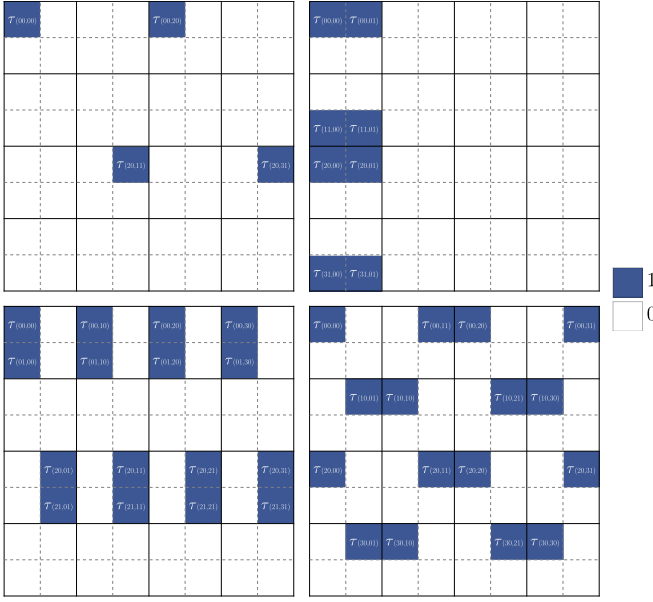 τ(00,00) τ(00,20)
τ(20,11) τ(20,31)
τ(00,00) τ(00,01)
τ(11,00) τ(11,01)
τ(20,00) τ(20,01)
τ(31,00) τ(31,01)
τ(00,00) τ(00,10) τ(00,20) τ(00,30)
τ(01,00) τ(01,10) τ(01,20) τ(01,30)
τ(20,01) τ(20,11) τ(20,21) τ(20,31)
τ(21,01) τ(21,11) τ(21,21) τ(21,31)
τ(00,00) τ(00,11) τ(00,20) τ(00,31)
τ(10,01) τ(10,10) τ(10,21) τ(10,30)
τ(20,00) τ(20,11) τ(20,20) τ(20,31)
τ(30,01) τ(30,10) τ(30,21) τ(30,30)
1
0